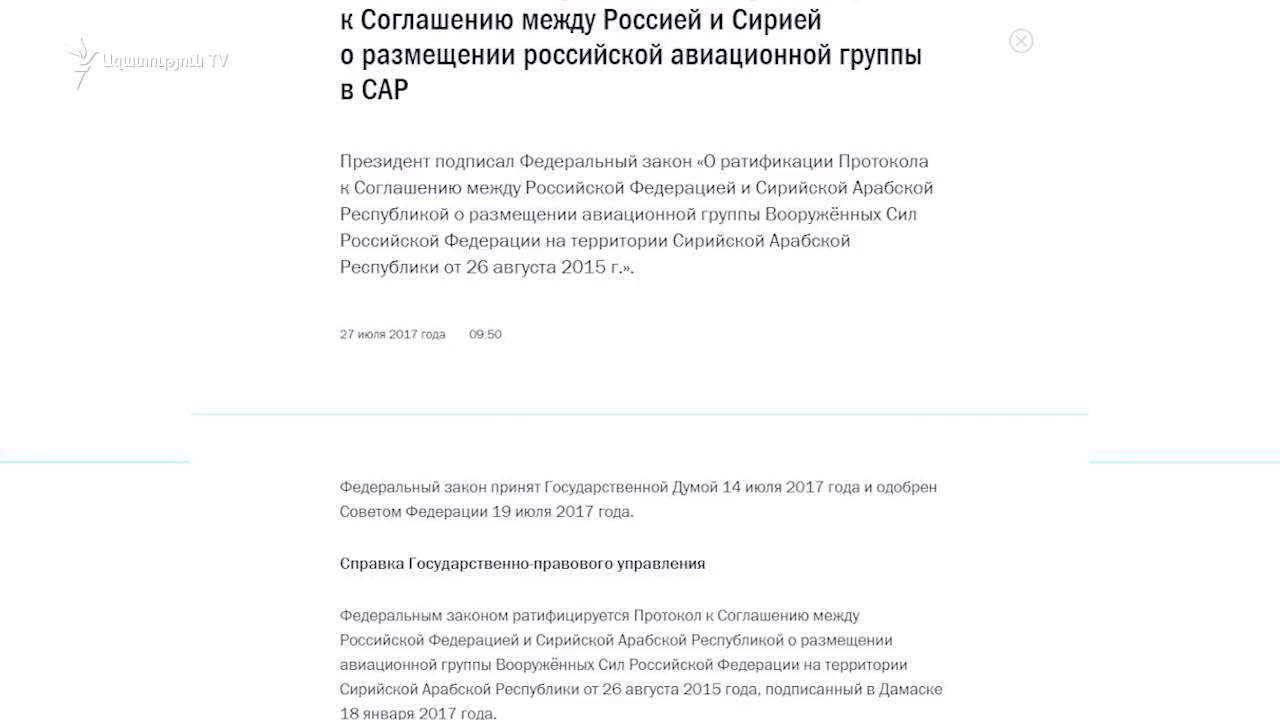 Ազատություն TV
к Соглашению между Россией и Сирией
о размещении российской авиационной группы
в САР
Президент подписал Федеральный закон «О ратификации Протокола
к Соглашению между Российской Федерацией и Сирийской Арабской
Республикой о размещении авиационной группы Вооружённых Сил
Российской Федерации на территории Сирийской Арабской
Республики от 26 августа 2015 г.».
27 июля 2017 года 09:50
Федеральный закон принят Государственной Думой 14 июля 2017 года и одобрен
Советом Федерации 19 июля 2017 года.
Справка Государственно-правового управления
Федеральным законом ратифицируется Протокол к Соглашению между
Российской Федерацией и Сирийской Арабской Республикой о размещении
авиационной группы Вооружённых Сил Российской Федерации на территории
Сирийской Арабской Республики от 26 августа 2015 года, подписанный в Дамаске
18 января 2017 года.